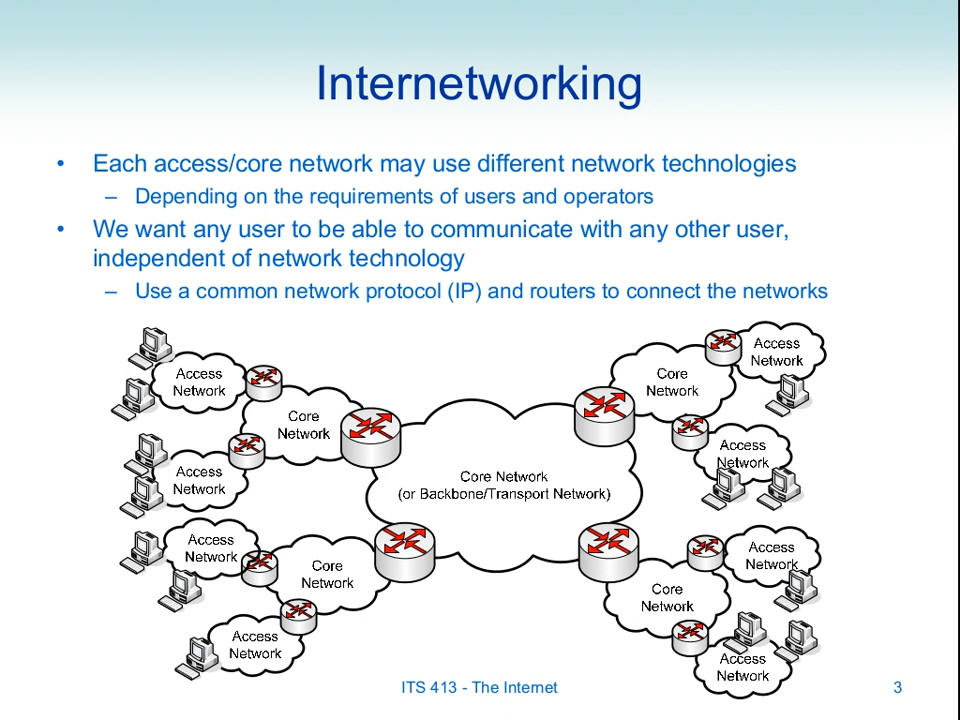 Internetworking
• Each access/core network may use different network technologies
– Depending on the requirements of users and operators
• We want any user to be able to communicate with any other user,
independent of network technology
– Use a common network protocol (IP) and routers to connect the networks
Access
Network
Core
Network
Access
Network
Core Network
(or Backbone/Transport Network)
Core
Network
Access
Network
Access
Network
Access
Network
Core
Network
Access
Network
Core
Network
Access
Network
Access
Network
ITS 413 - The Internet
3